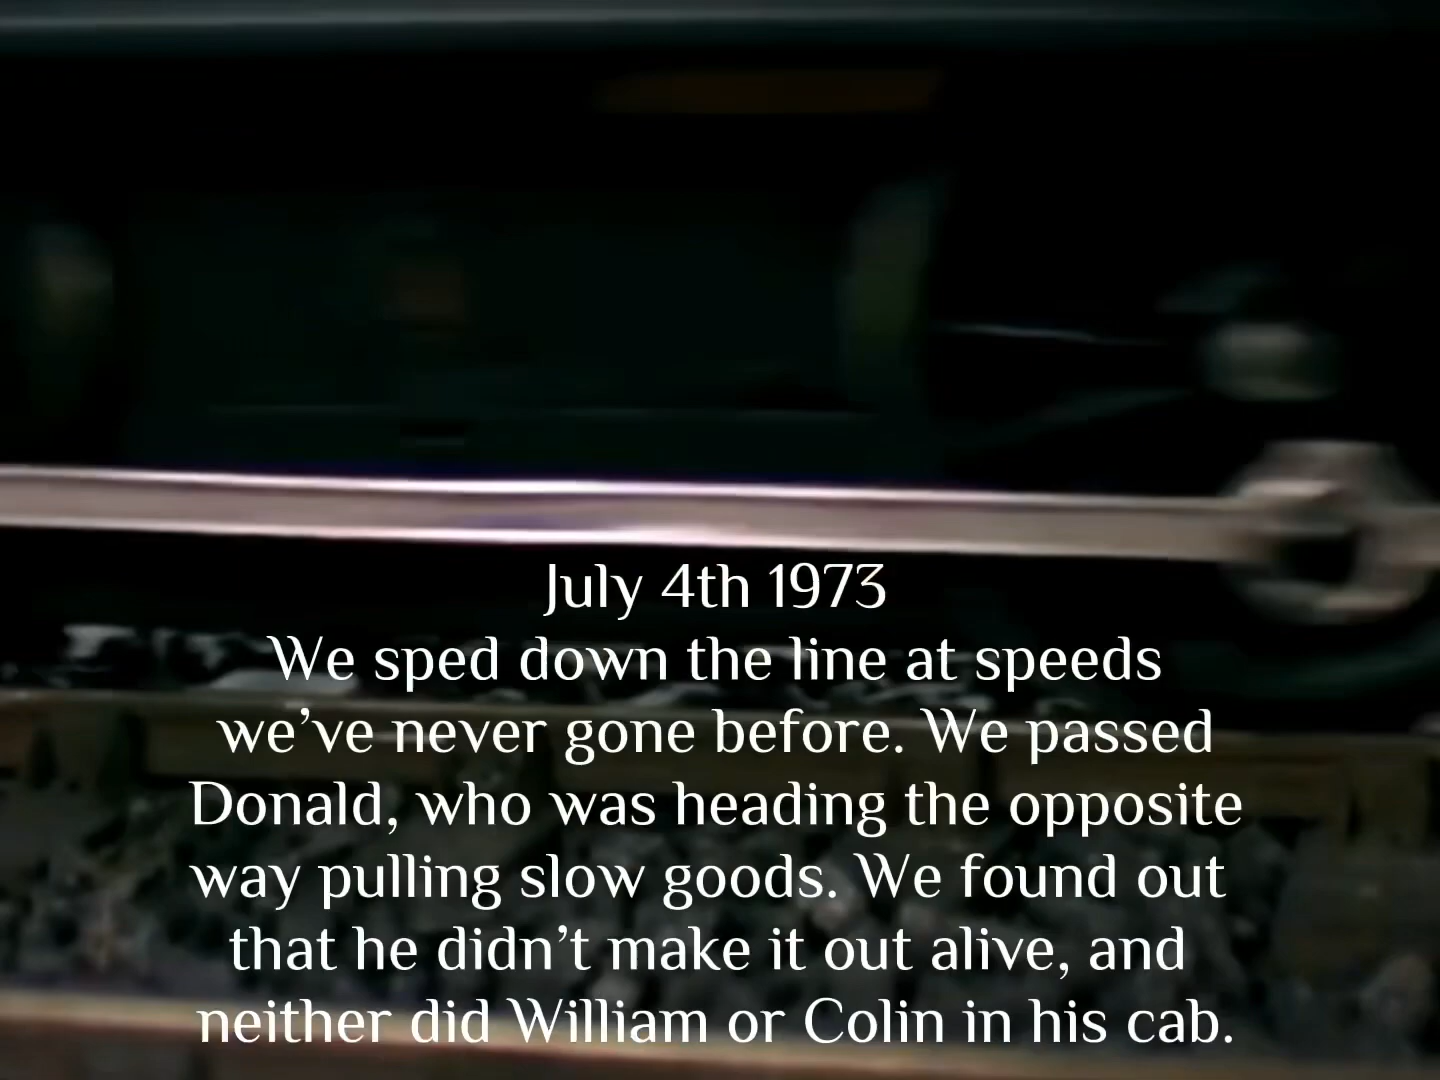 July 4th 1973
We sped down the line at speeds
we’ve never gone before. We passed
Donald, who was heading the opposite
way pulling slow goods. We found out
that he didn’t make it out alive, and
neither did William or Colin in his cab.